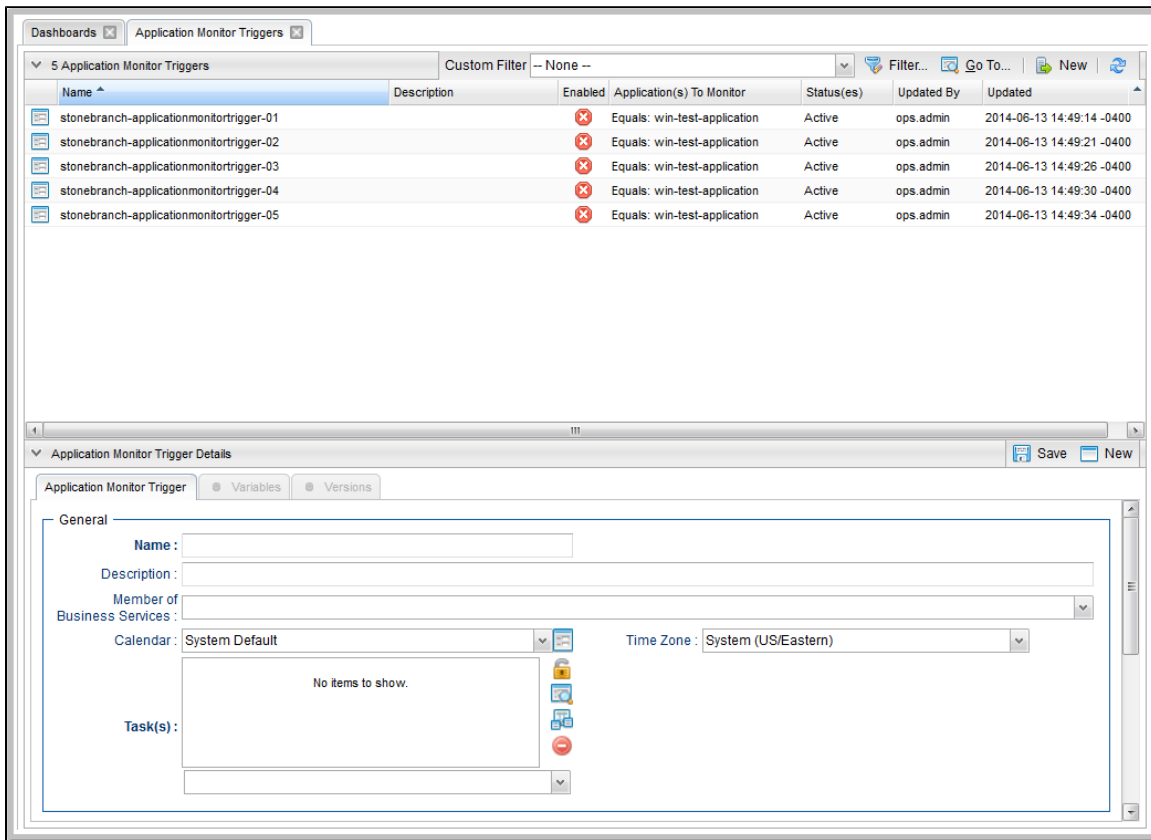 Dashboards Application Monitor Triggers
5 Application Monitor Triggers Custom Filter -- None -- Filter... Go To... New
Name Description Enabled Application(s) To Monitor Status(es) Updated By Updated
stonebranch-applicationmonitortrigger-01 Equals: win-test-application Active ops.admin 2014-06-13 14:49:14 -0400
stonebranch-applicationmonitortrigger-02 Equals: win-test-application Active ops.admin 2014-06-13 14:49:21 -0400
stonebranch-applicationmonitortrigger-03 Equals: win-test-application Active ops.admin 2014-06-13 14:49:26 -0400
stonebranch-applicationmonitortrigger-04 Equals: win-test-application Active ops.admin 2014-06-13 14:49:30 -0400
stonebranch-applicationmonitortrigger-05 Equals: win-test-application Active ops.admin 2014-06-13 14:49:34 -0400
Application Monitor Trigger Details Save New
Application Monitor Trigger Variables Versions
General
Name :
Description :
Member of
Business Services :
Calendar : System Default Time Zone : System (US/Eastern)
No items to show.
Task(s) :